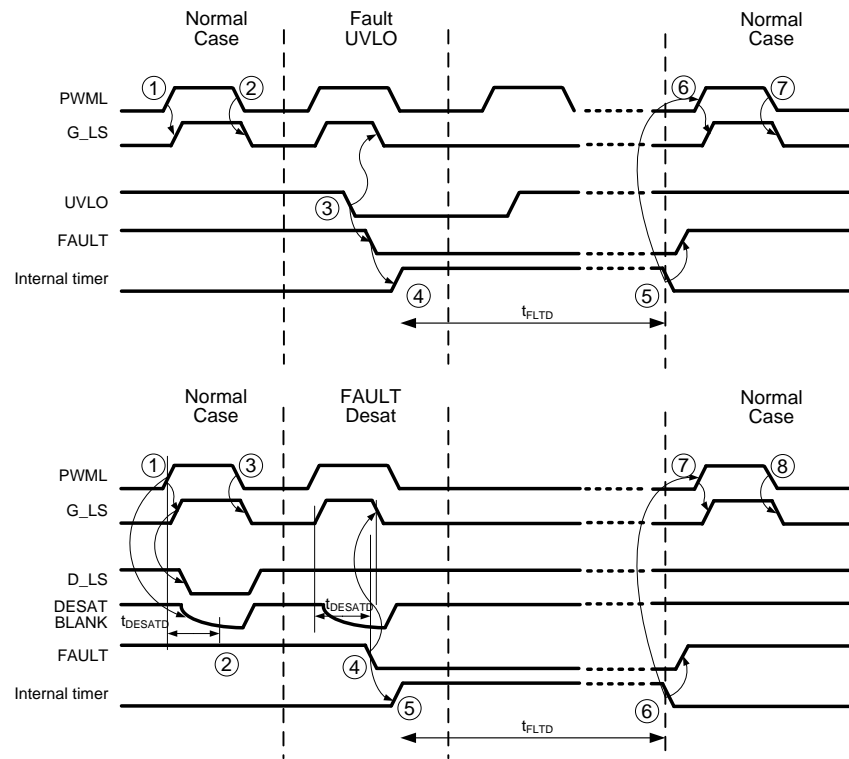 Normal
Case
Fault
UVLO
Normal
Case
PWML
1
2
6
7
G_LS
UVLO
3
FAULT
Internal timer
4
5
tFLTD
Normal
Case
FAULT
Desat
Normal
Case
PWML
1
3
7
8
G_LS
D_LS
DESAT
BLANK
tDESATD
tDESATD
2
FAULT
4
Internal timer
5
6
tFLTD